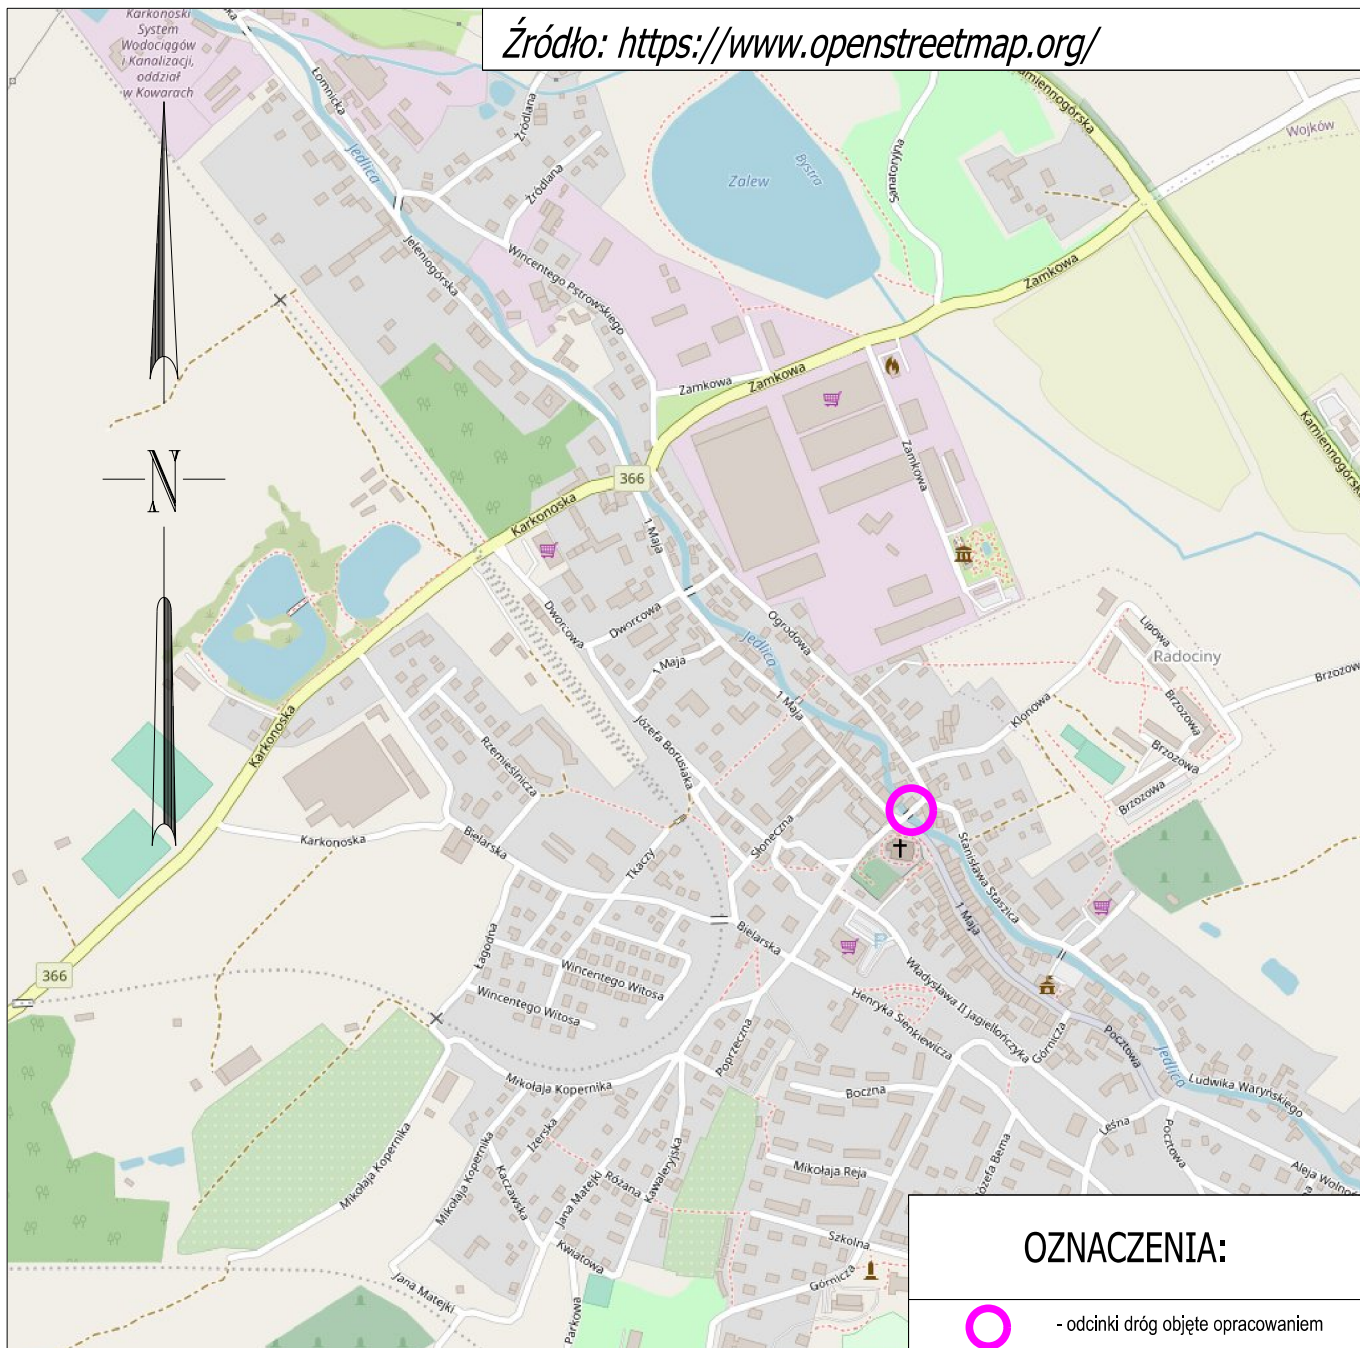 Źródło: https://www.openstreetmap.org/
Karkonoski
System
Wodociągów
i Kanalizacji,
oddział
w Kowarach
Łomnicka
Jedlica
Źródlana
Źródlana
Zalew
Bystra
Sanatoryjna
Kamiennogórska
Wojków
Jeleniogórska
Wincentego Pstrowskiego
Zamkowa
Zamkowa
Zamkowa
Zamkowa
Kamiennogórska
366
Karkonoska
1 Maja
Dworcowa
Dworcowa
Ogrodowa
Jedlica
1 Maja
1 Maja
Lipowa
Radociny
Brzozowa
Klonowa
Brzozowa
Brzozowa
Brzozowa
Józefa Borusiaka
Karkonoska
Rzemieślnicza
Karkonoska
Bielarska
Tkaczy
Słoneczna
Stanisława Staszica
1 Maja
P
Łagodna
Bielarska
Wincentego Witosa
Wincentego Witosa
Władysława II Jagiellończyka
Henryka Sienkiewicza
366
Górnicza
Pocztowa
Jedlica
Ludwika Waryńskiego
Poprzeczna
Mikołaja Kopernika
Boczna
Leśna
Pocztowa
Mikołaja Kopernika
Mikołaja Kopernika
Izerska
Kaczawska
Jana Matejki
Różana
Kawaleryjska
Mikołaja Reja
Józefa Bema
Szkolna
Górnicza
Kwiatowa
Jana Matejki
Parkowa
N
OZNACZENIA:
- odcinki dróg objęte opracowaniem